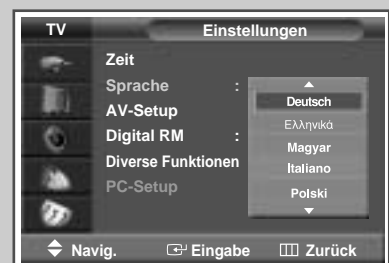 TV Einstellungen
Zeit
Sprache :
AV-Setup
Digital RM :
Diverse Funktionen
PC-Setup
Deutsch
Ελληνικά
Magyar
Italiano
Polski
Navig. Eingabe Zurück